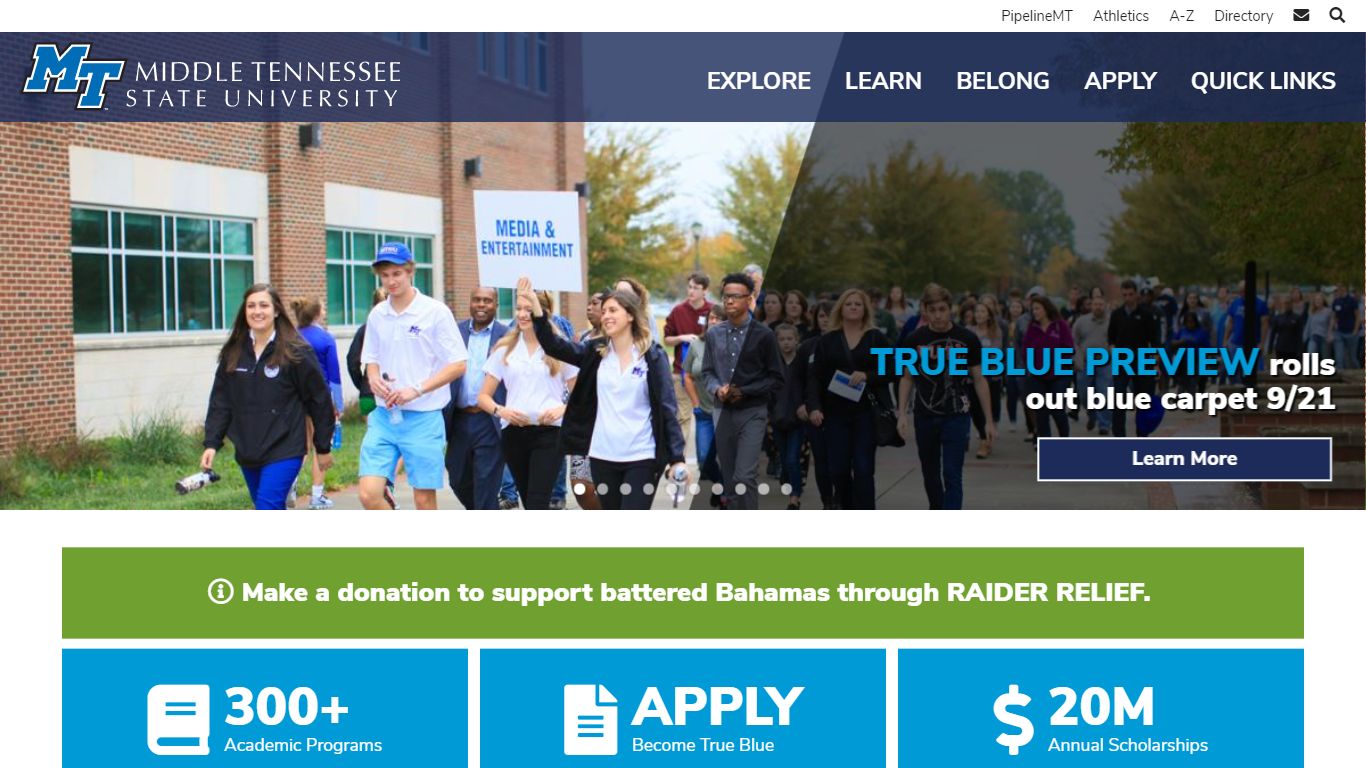 PipelineMT Athletics A-Z Directory
MT MIDDLE TENNESSEE
STATE UNIVERSITY
EXPLORE LEARN BELONG APPLY QUICK LINKS
MEDIA &
ENTERTAINMENT
MT
MT
TRUE BLUE PREVIEW rolls
out blue carpet 9/21
Learn More
Make a donation to support battered Bahamas through RAIDER RELIEF.
300+
Academic Programs
APPLY
Become True Blue
20M
Annual Scholarships